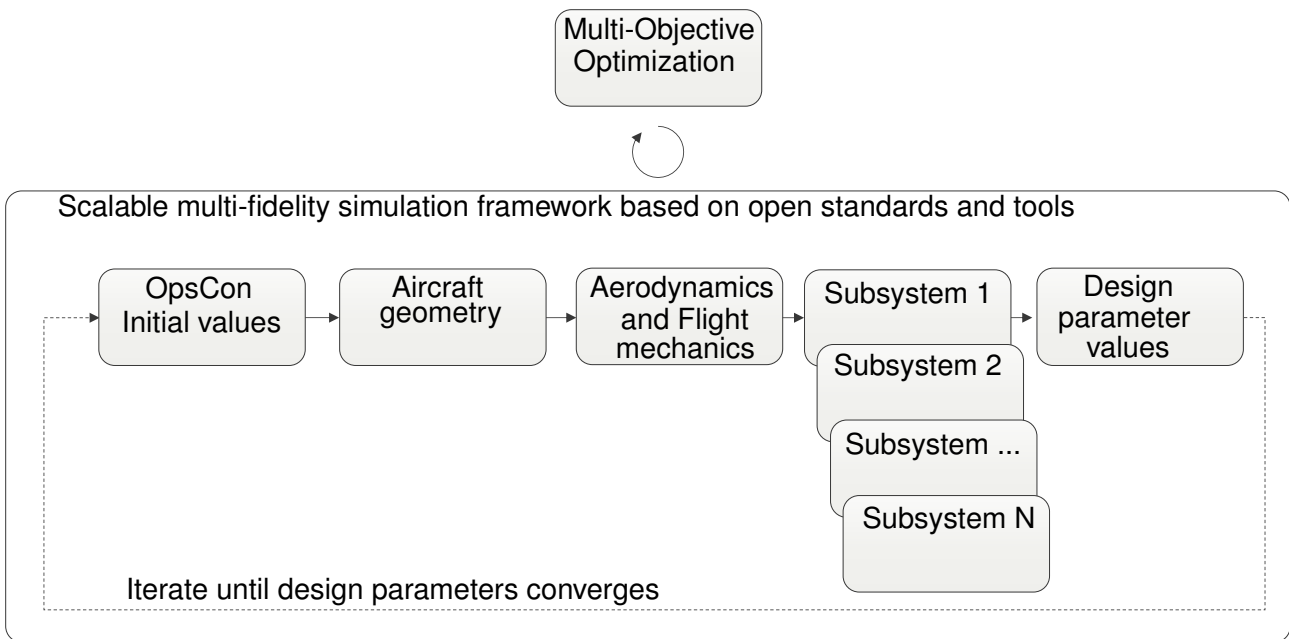 Multi-Objective
Optimization
Scalable multi-fidelity simulation framework based on open standards and tools
OpsCon
Initial values
Aircraft
geometry
Aerodynamics
and Flight
mechanics
Subsystem 1
Subsystem 2
Subsystem ...
Subsystem N
Design
parameter
values
Iterate until design parameters converges